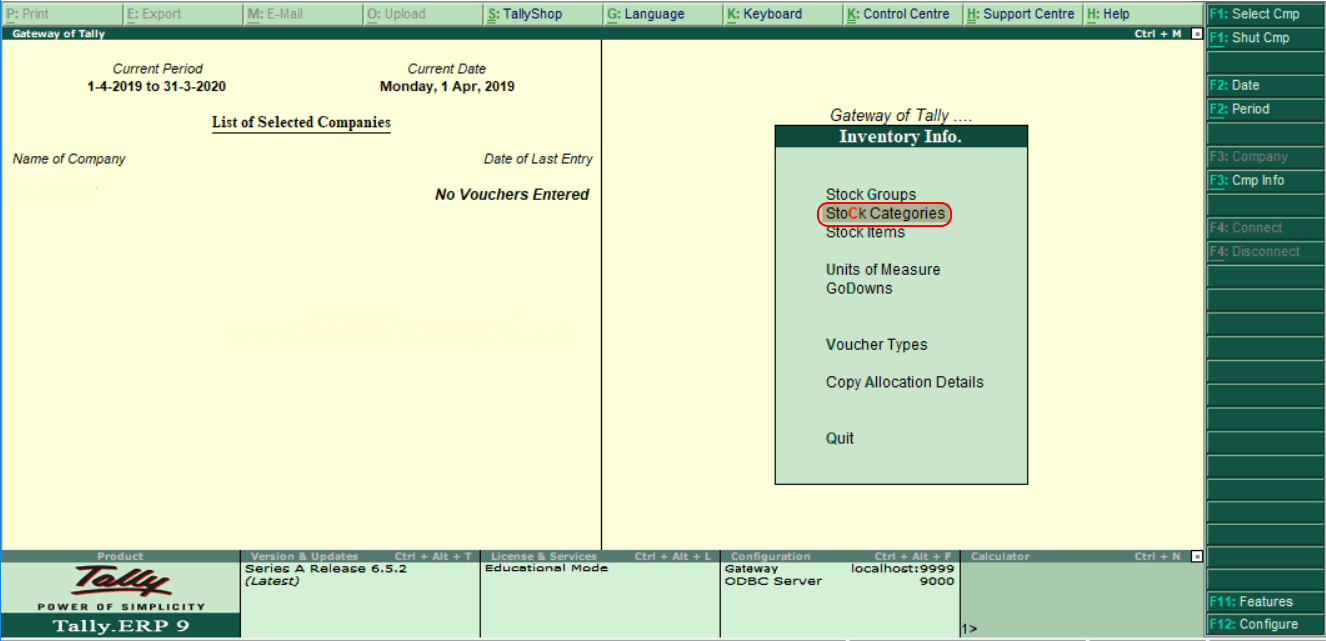 P: Print E: Export M: E-Mail O: Upload S: TallyShop G: Language K: Keyboard K: Control Centre H: Support Centre H: Help
Gateway of Tally Ctrl + M
Current Period Current Date
1-4-2019 to 31-3-2020 Monday, 1 Apr, 2019
List of Selected Companies
Name of Company Date of Last Entry
No Vouchers Entered
Gateway of Tally ....
Inventory Info.
Stock Groups
StoCk Categories
Stock Items
Units of Measure
GoDowns
Voucher Types
Copy Allocation Details
Quit
F1: Select Cmp
F1: Shut Cmp
F2: Date
F2: Period
F3: Company
F3: Cmp Info
F4: Connect
F4: Disconnect
F11: Features
F12: Configure
Product
Tally
POWER OF SIMPLICITY
Tally.ERP 9
Version & Updates Ctrl + Alt + T
Series A Release 6.5.2
(Latest)
License & Services Ctrl + Alt + L
Educational Mode
Configuration Ctrl + Alt + F
Gateway localhost:9999
ODBC Server 9000
Calculator Ctrl + N
1>